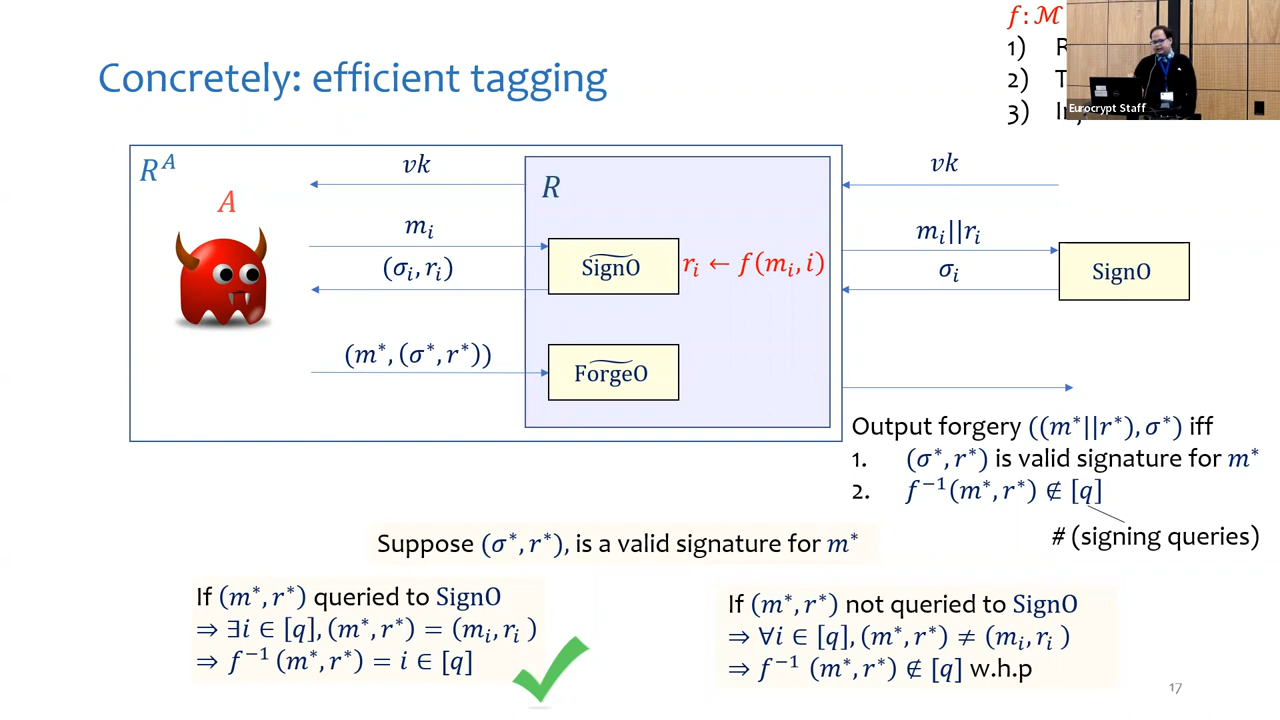 Concretely: efficient tagging
f: ℳ
1)
2)
3)
Eurocrypt Staff
R^A
A
vk
m_i
(σ_i, r_i)
(m*, (σ*, r*))
R
S͠ignO
r_i ← f(m_i, i)
F͠orgeO
vk
m_i||r_i
σ_i
SignO
Output forgery ((m*||r*), σ*) iff
1. (σ*, r*) is valid signature for m*
2. f⁻¹(m*, r*) ∉ [q]
# (signing queries)
Suppose (σ*, r*), is a valid signature for m*
If (m*, r*) queried to SignO
⇒ ∃i ∈ [q], (m*, r*) = (m_i, r_i )
⇒ f⁻¹ (m*, r*) = i ∈ [q]
If (m*, r*) not queried to SignO
⇒ ∀i ∈ [q], (m*, r*) ≠ (m_i, r_i )
⇒ f⁻¹ (m*, r*) ∉ [q] w.h.p
17